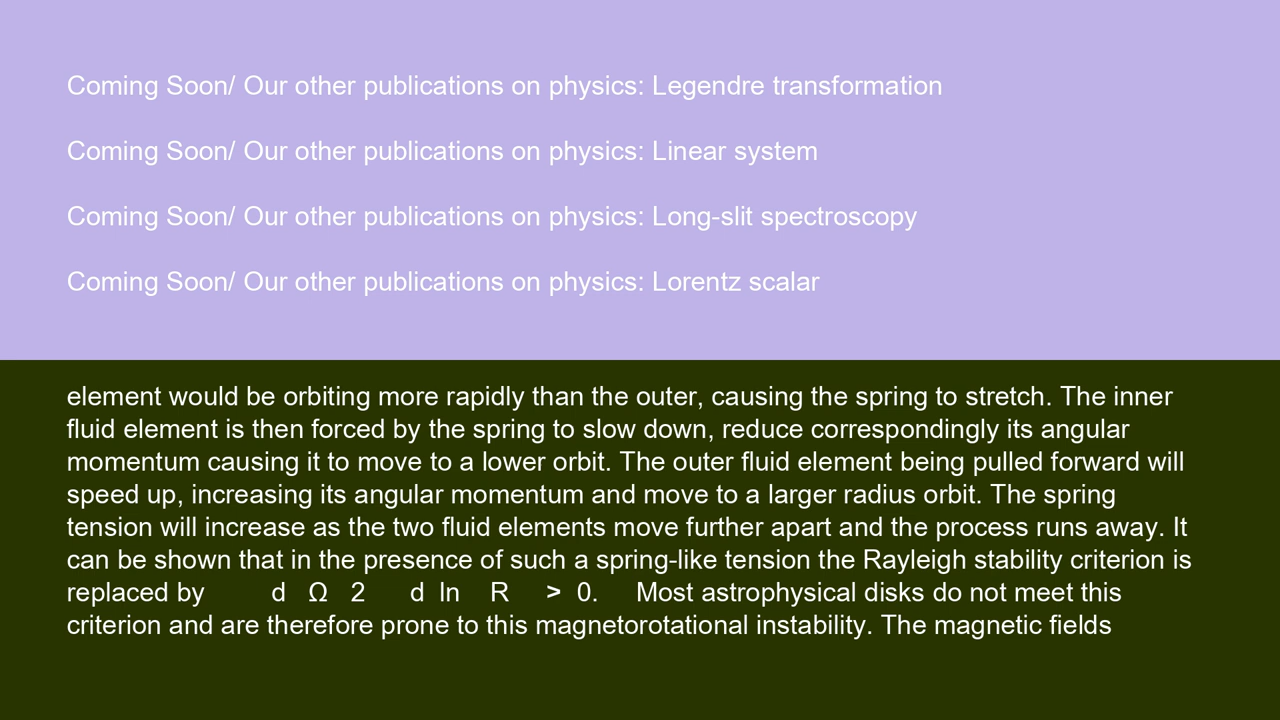 Coming Soon/ Our other publications on physics: Legendre transformation
Coming Soon/ Our other publications on physics: Linear system
Coming Soon/ Our other publications on physics: Long-slit spectroscopy
Coming Soon/ Our other publications on physics: Lorentz scalar
element would be orbiting more rapidly than the outer, causing the spring to stretch. The inner
fluid element is then forced by the spring to slow down, reduce correspondingly its angular
momentum causing it to move to a lower orbit. The outer fluid element being pulled forward will
speed up, increasing its angular momentum and move to a larger radius orbit. The spring
tension will increase as the two fluid elements move further apart and the process runs away. It
can be shown that in the presence of such a spring-like tension the Rayleigh stability criterion is
replaced by d Ω 2 d ln R > 0. Most astrophysical disks do not meet this
criterion and are therefore prone to this magnetorotational instability. The magnetic fields